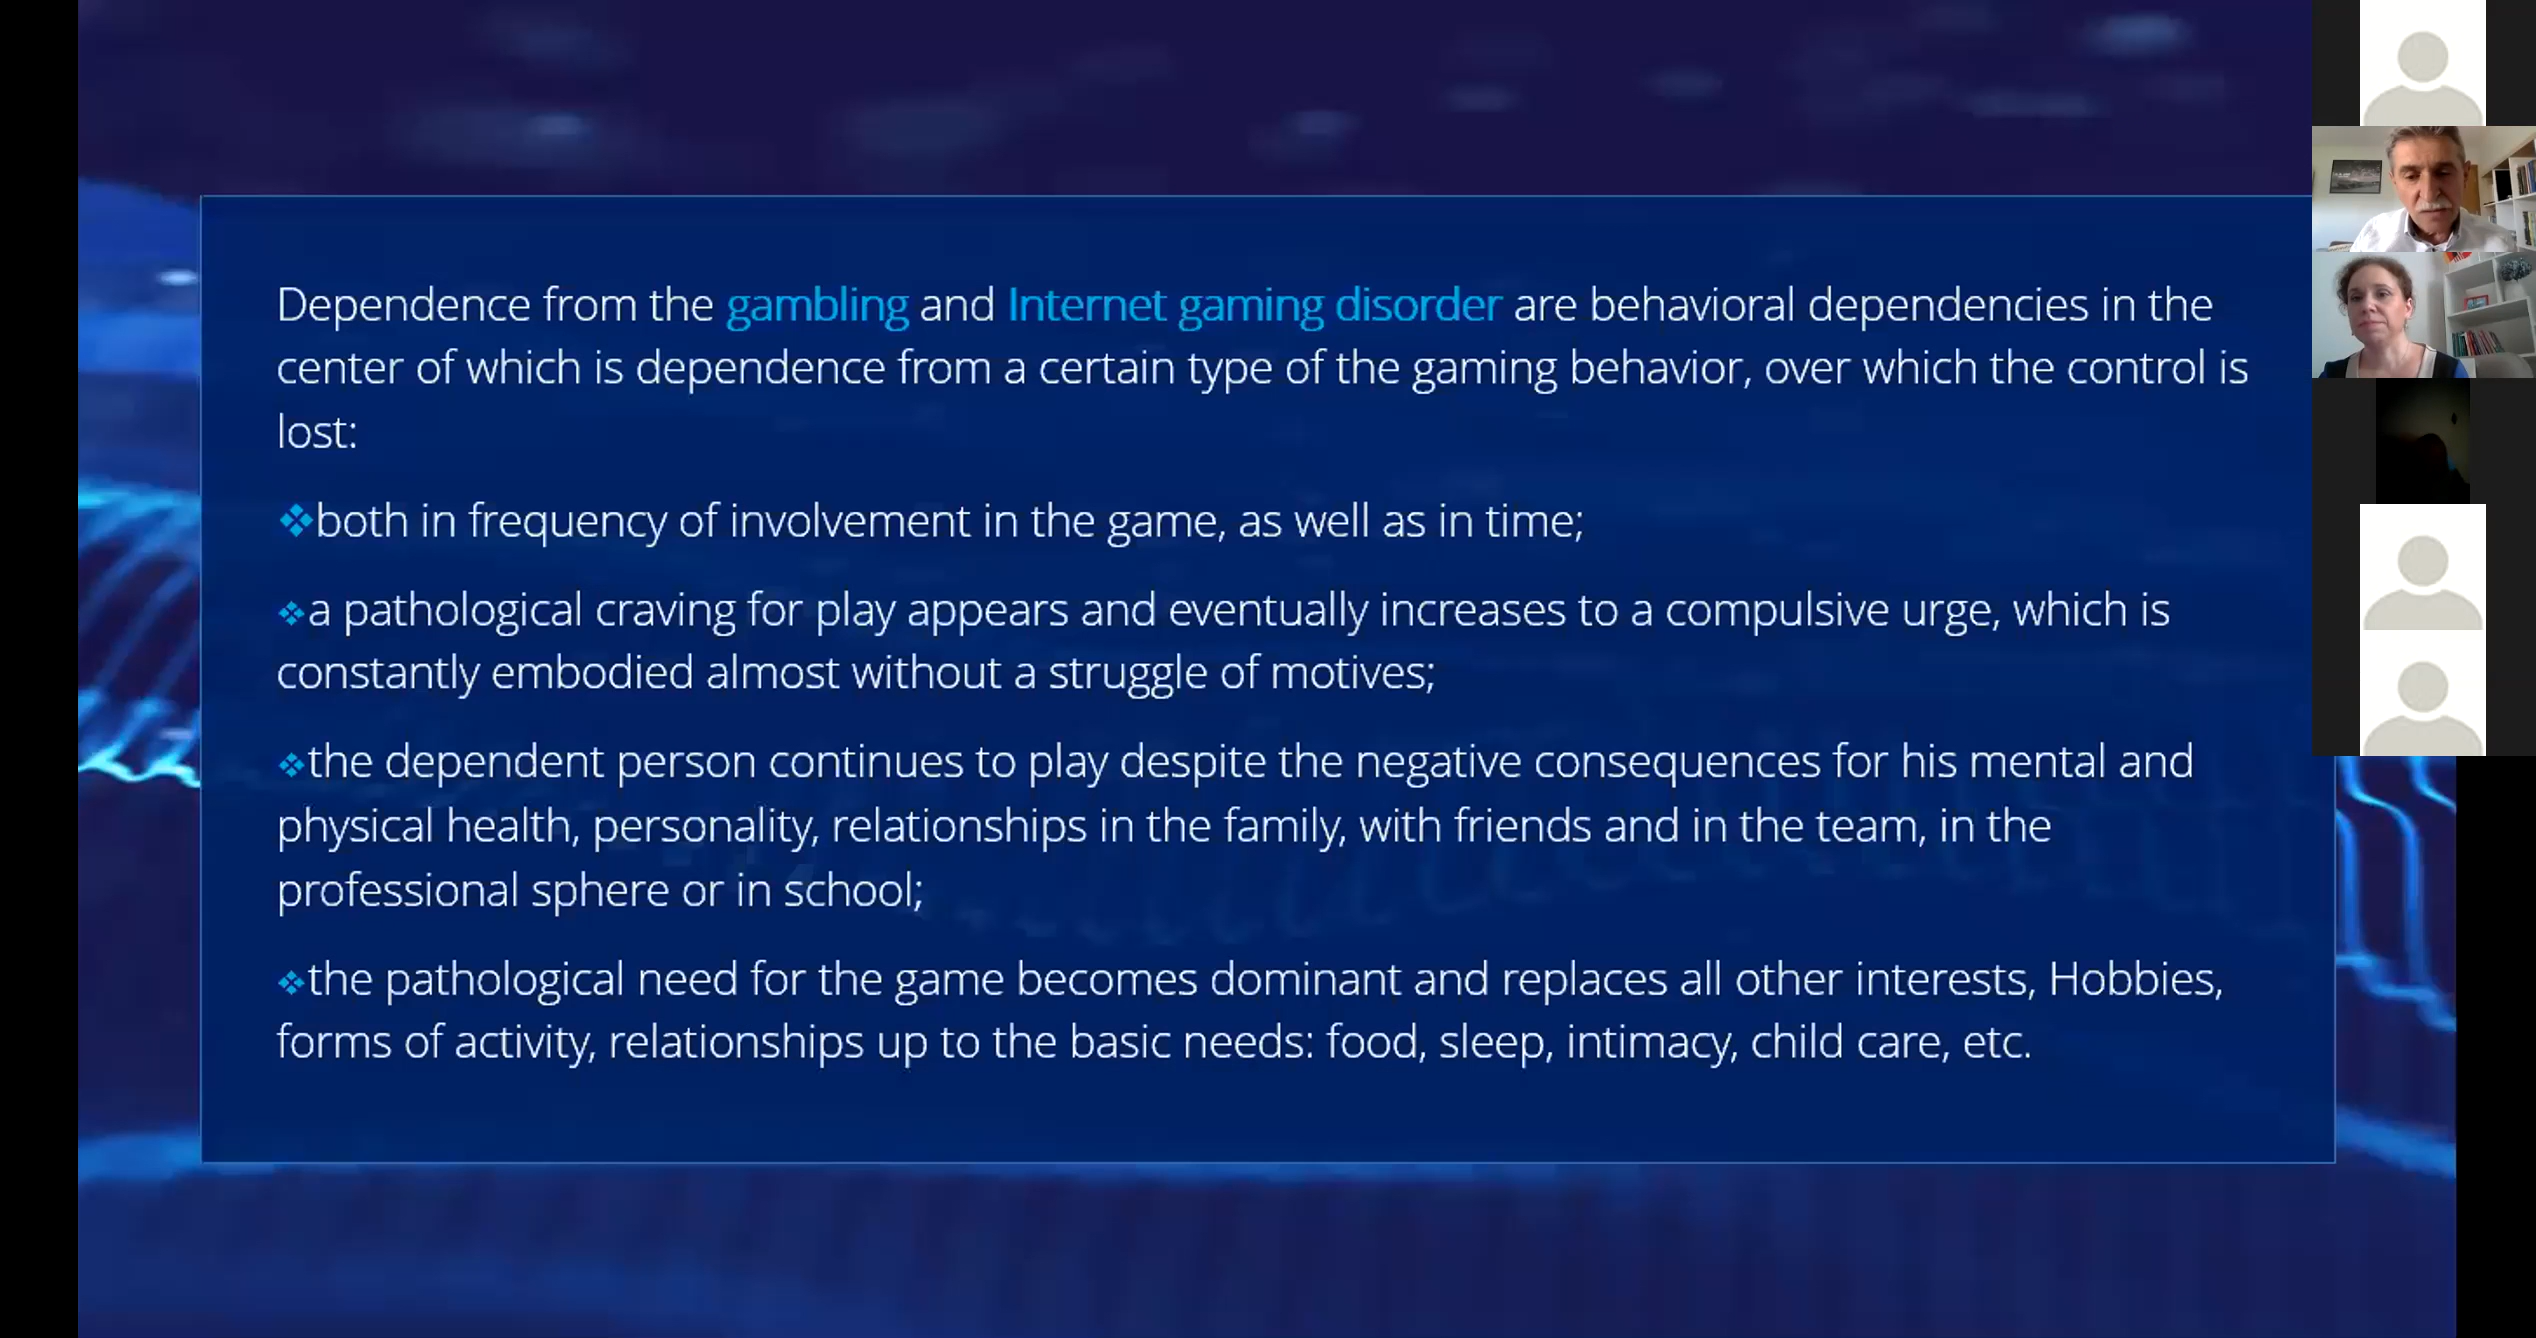 Dependence from the gambling and Internet gaming disorder are behavioral dependencies in the
center of which is dependence from a certain type of the gaming behavior, over which the control is
lost:
❖both in frequency of involvement in the game, as well as in time;
❖a pathological craving for play appears and eventually increases to a compulsive urge, which is
constantly embodied almost without a struggle of motives;
❖the dependent person continues to play despite the negative consequences for his mental and
physical health, personality, relationships in the family, with friends and in the team, in the
professional sphere or in school;
❖the pathological need for the game becomes dominant and replaces all other interests, Hobbies,
forms of activity, relationships up to the basic needs: food, sleep, intimacy, child care, etc.